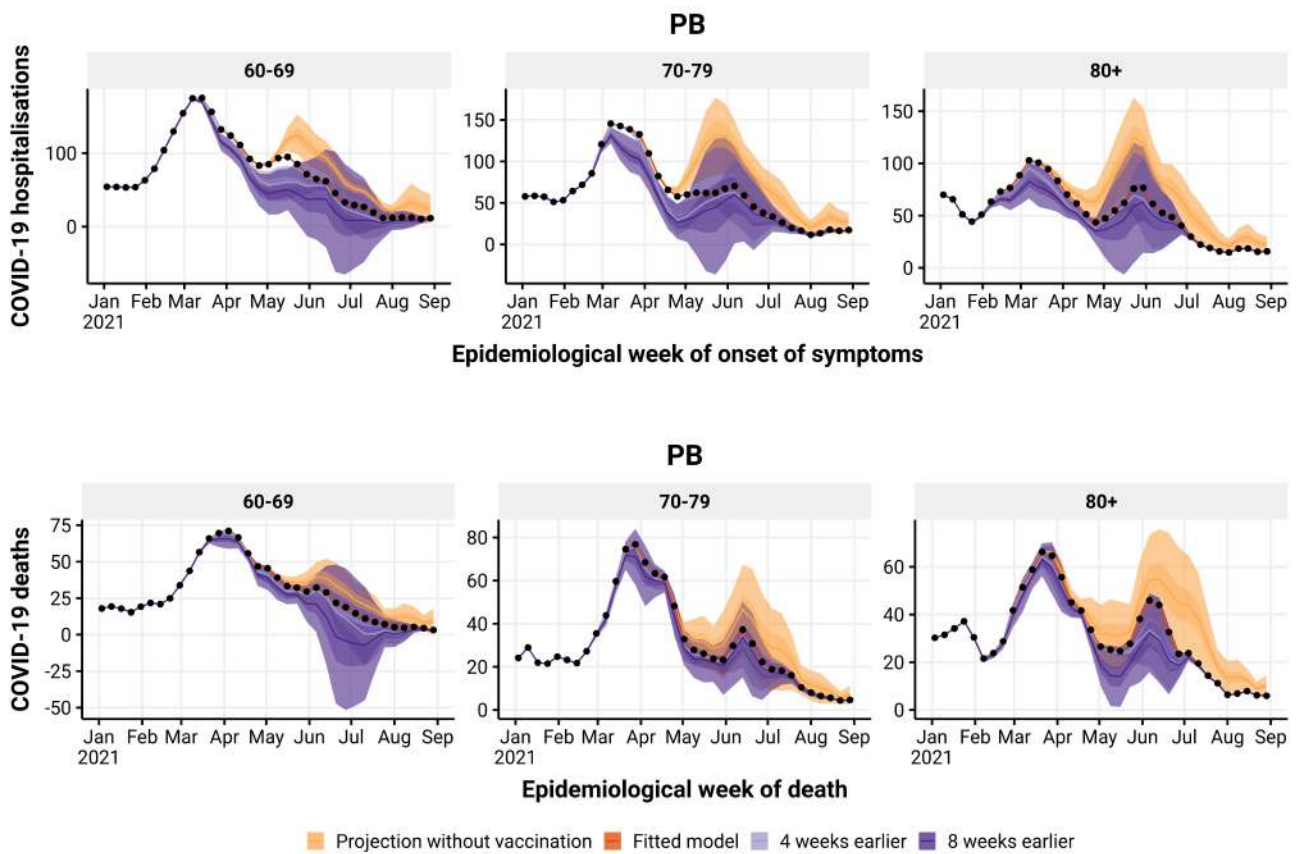 PB
60-69 70-79 80+
COVID-19 hospitalisations
100
0
150
100
50
0
150
100
50
0
Jan Feb Mar Apr May Jun Jul Aug Sep
2021
Jan Feb Mar Apr May Jun Jul Aug Sep
2021
Jan Feb Mar Apr May Jun Jul Aug Sep
2021
Epidemiological week of onset of symptoms
PB
60-69 70-79 80+
COVID-19 deaths
75
50
25
0
-25
-50
80
60
40
20
0
60
40
20
0
Jan Feb Mar Apr May Jun Jul Aug Sep
2021
Jan Feb Mar Apr May Jun Jul Aug Sep
2021
Jan Feb Mar Apr May Jun Jul Aug Sep
2021
Epidemiological week of death
Projection without vaccination Fitted model 4 weeks earlier 8 weeks earlier